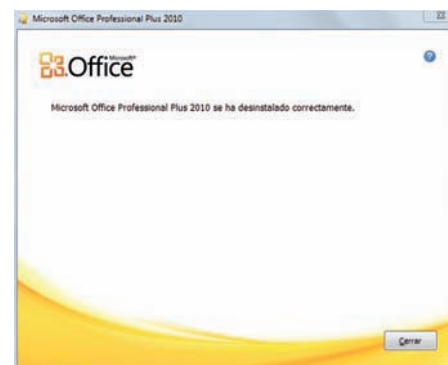 Microsoft Office Professional Plus 2010
Microsoft®
Office
Microsoft Office Professional Plus 2010 se ha desinstalado correctamente.
Cerrar